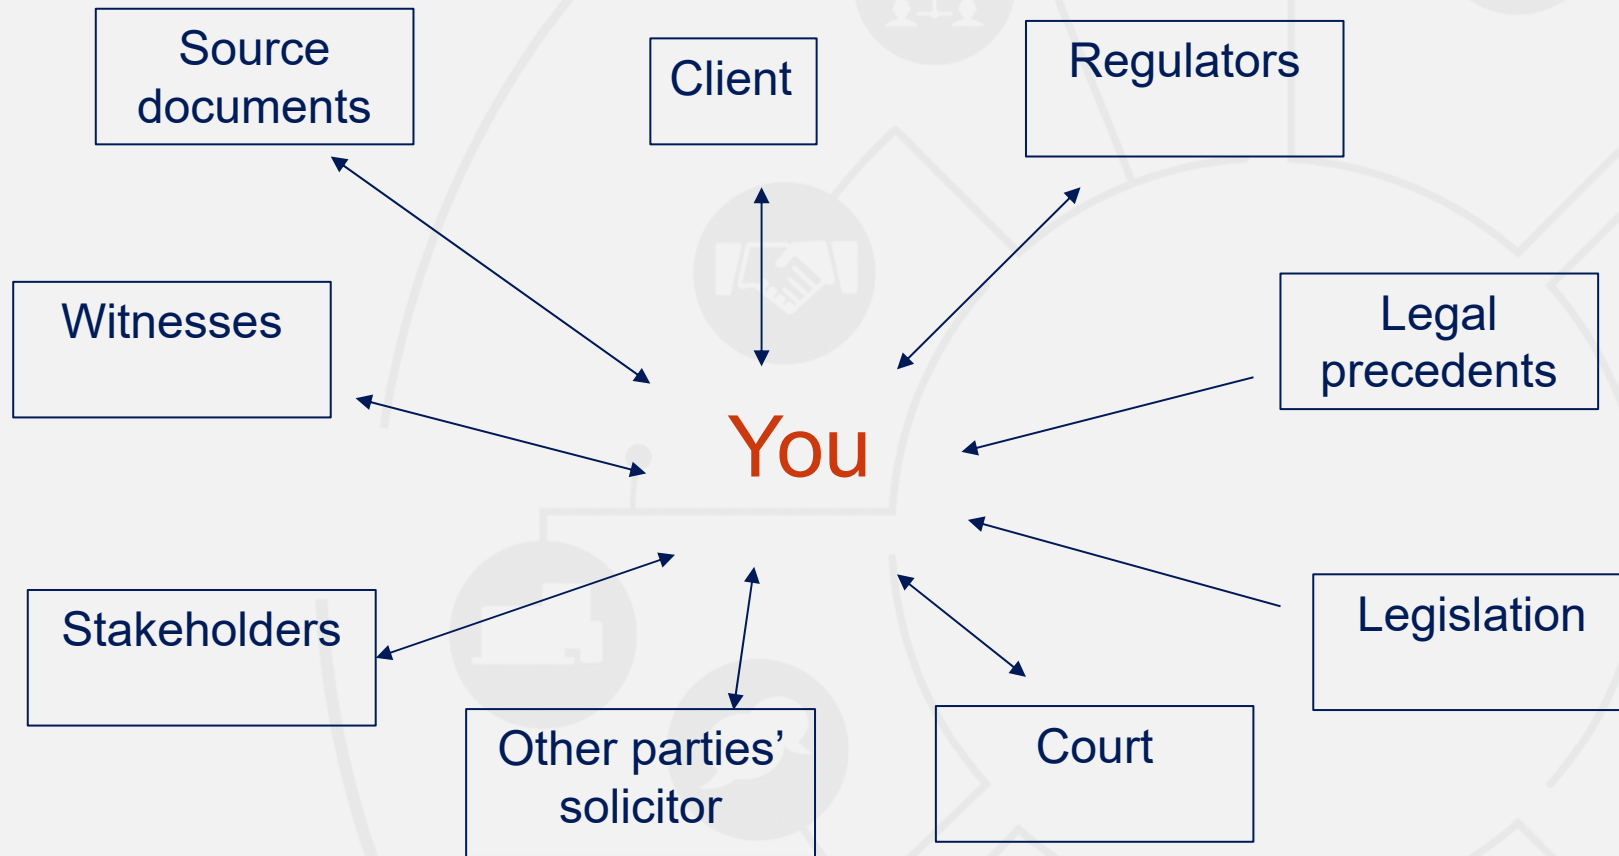 Source
documents
Client
Regulators
Witnesses
Legal
precedents
You
Stakeholders
Legislation
Other parties’
solicitor
Court